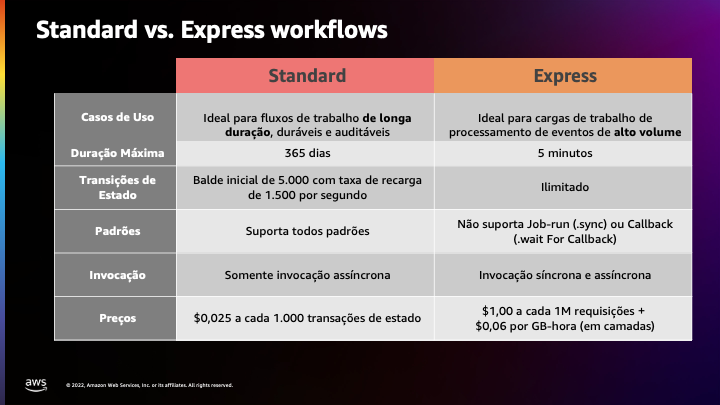 Standard vs. Express workflows
Standard
Express
Casos de Uso
Ideal para fluxos de trabalho de longa
duração, duráveis e auditáveis
Ideal para cargas de trabalho de
processamento de eventos de alto volume
Duração Máxima
365 dias
5 minutos
Transições de
Estado
Balde inicial de 5.000 com taxa de recarga
de 1.500 por segundo
Ilimitado
Padrões
Suporta todos padrões
Não suporta Job-run (.sync) ou Callback
(.wait For Callback)
Invocação
Somente invocação assíncrona
Invocação síncrona e assíncrona
Preços
$0,025 a cada 1.000 transações de estado
$1,00 a cada 1M requisições +
$0,06 por GB-hora (em camadas)
aws
© 2022, Amazon Web Services, Inc. or its affiliates. All rights reserved.